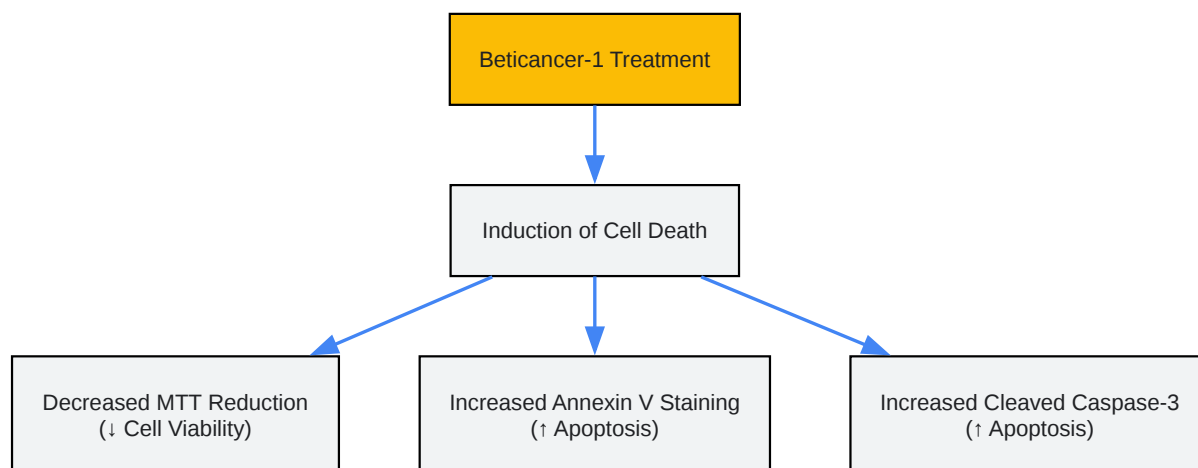 Beticancer-1 Treatment
Induction of Cell Death
Decreased MTT Reduction
(↓ Cell Viability)
Increased Annexin V Staining
(↑ Apoptosis)
Increased Cleaved Caspase-3
(↑ Apoptosis)